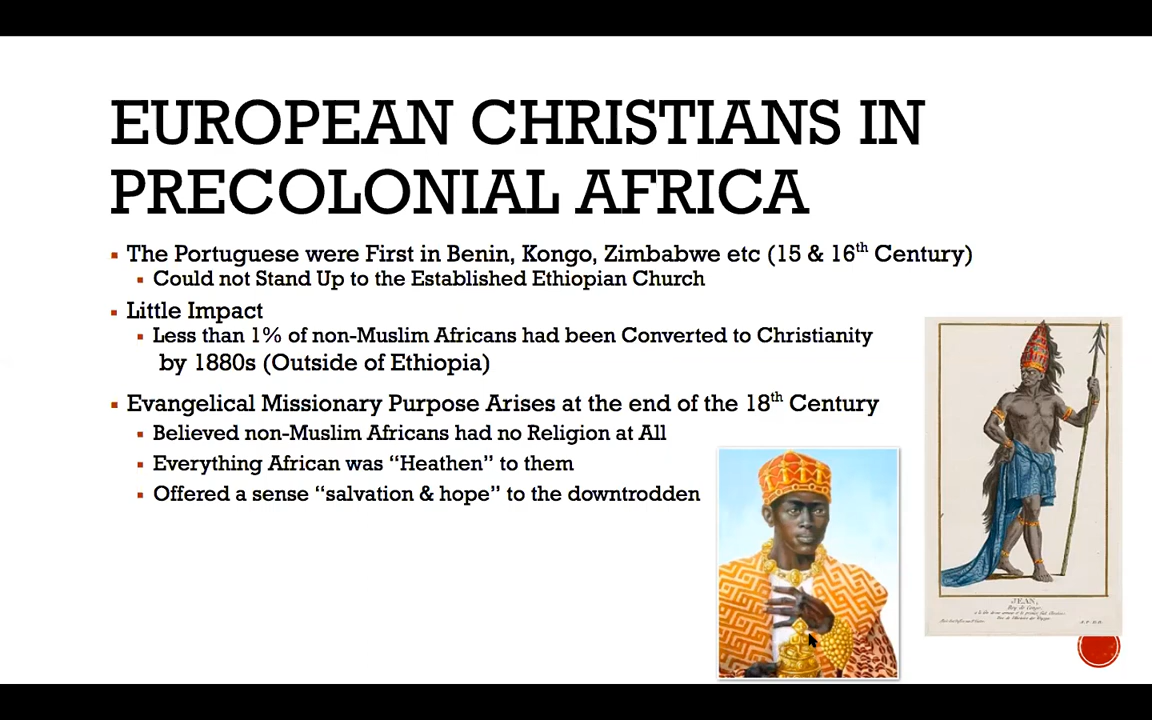 EUROPEAN CHRISTIANS IN
PRECOLONIAL AFRICA
The Portuguese were First in Benin, Kongo, Zimbabwe etc (15 & 16th Century)
Could not Stand Up to the Established Ethiopian Church
Little Impact
Less than 1% of non-Muslim Africans had been Converted to Christianity
by 1880s (Outside of Ethiopia)
Evangelical Missionary Purpose Arises at the end of the 18th Century
Believed non-Muslim Africans had no Religion at All
Everything African was “Heathen” to them
Offered a sense “salvation & hope” to the downtrodden
JEAN,
Roy de Congo,